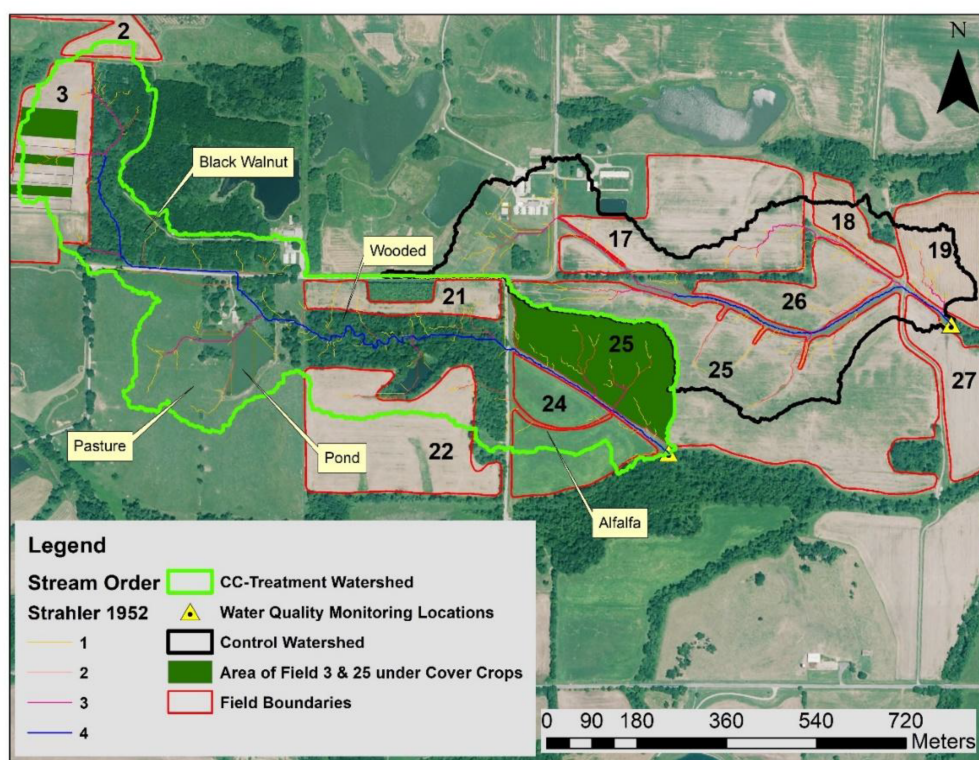 N
2
3
Black Walnut
Wooded
17
18
19
21
26
25
25
24
27
22
Pasture
Pond
Alfalfa
Legend
Stream Order
Strahler 1952
1
2
3
4
CC-Treatment Watershed
Water Quality Monitoring Locations
Control Watershed
Area of Field 3 & 25 under Cover Crops
Field Boundaries
0 90 180 360 540 720
Meters